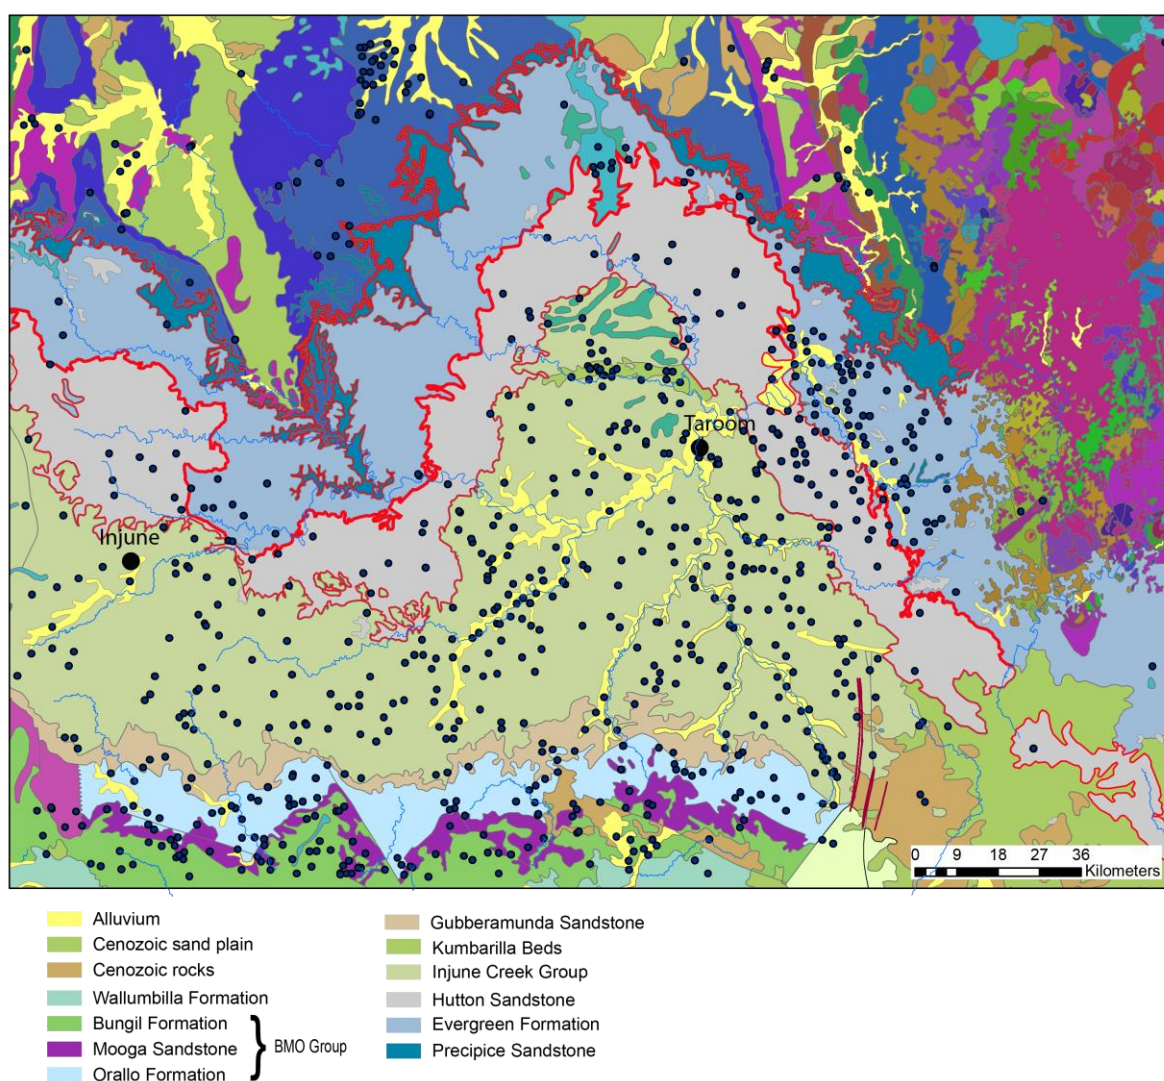 Taroom
Injune
0 9 18 27 36
Kilometers
Alluvium
Cenozoic sand plain
Cenozoic rocks
Wallumbilla Formation
Bungil Formation
Mooga Sandstone
Orallo Formation
} BMO Group
Gubberamunda Sandstone
Kumbarilla Beds
Injune Creek Group
Hutton Sandstone
Evergreen Formation
Precipice Sandstone